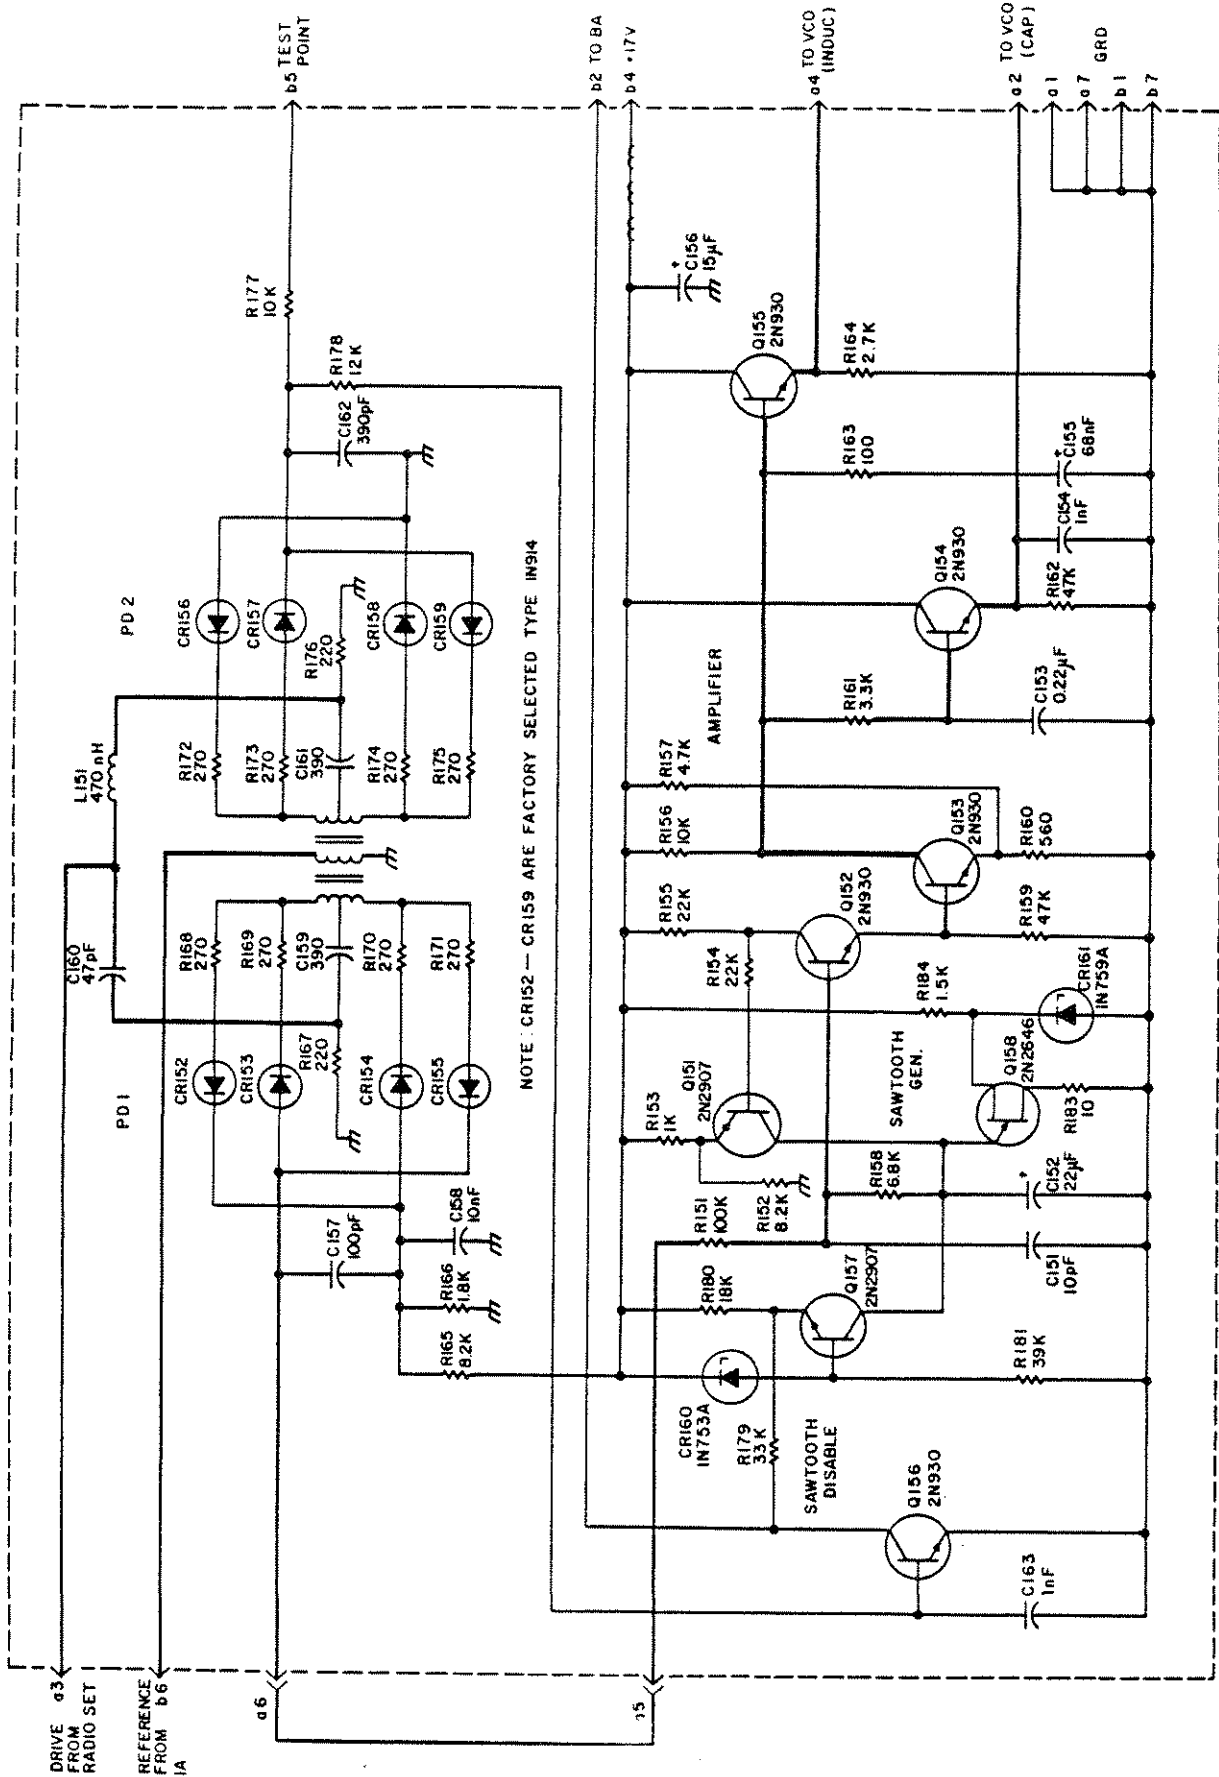 DRIVE a3
FROM
RADIO SET
REFERENCE
FROM b6
1A
a6
a5
PD 1
CR152
CR153
R167
220
CR154
CR155
C160
47pF
R168
270
R169
270
C159
390
R170
270
R171
270
C157
100pF
C158
10nF
R166
1.8K
R165
8.2K
L151
470 nH
R172
270
R173
270
C161
390
R174
270
R175
270
PD 2
CR156
CR157
R176
220
CR158
CR159
C162
390pF
R178
12K
R177
10K
b5 TEST
POINT
NOTE: CR152 — CR159 ARE FACTORY SELECTED TYPE IN914
b2 TO 8A
b4 +17V
a4 TO VCO
(INDUC)
TO VCO
a2 (CAP)
a1
a7 GRD
b1
b7
CR160
IN753A
R179
33K
SAWTOOTH
DISABLE
Q156
2N930
C163
1nF
R180
18K
Q157
2N2907
R181
39K
R151
100K
R152
8.2K
C151
10pF
R153
1K
Q151
2N2907
R158
6.8K
C152
+
22µF
SAWTOOTH
GEN.
Q158
2N2646
R183
10
R184
1.5K
CR161
IN759A
R154
22K
R155
22K
Q152
2N930
R159
47K
R156
10K
R157
4.7K
Q153
2N930
R160
560
AMPLIFIER
R161
3.3K
C153
0.22µF
Q154
2N930
R162
47K
C154
1nF
R163
100
C155
+
68nF
Q155
2N930
R164
2.7K
C156
+
15µF